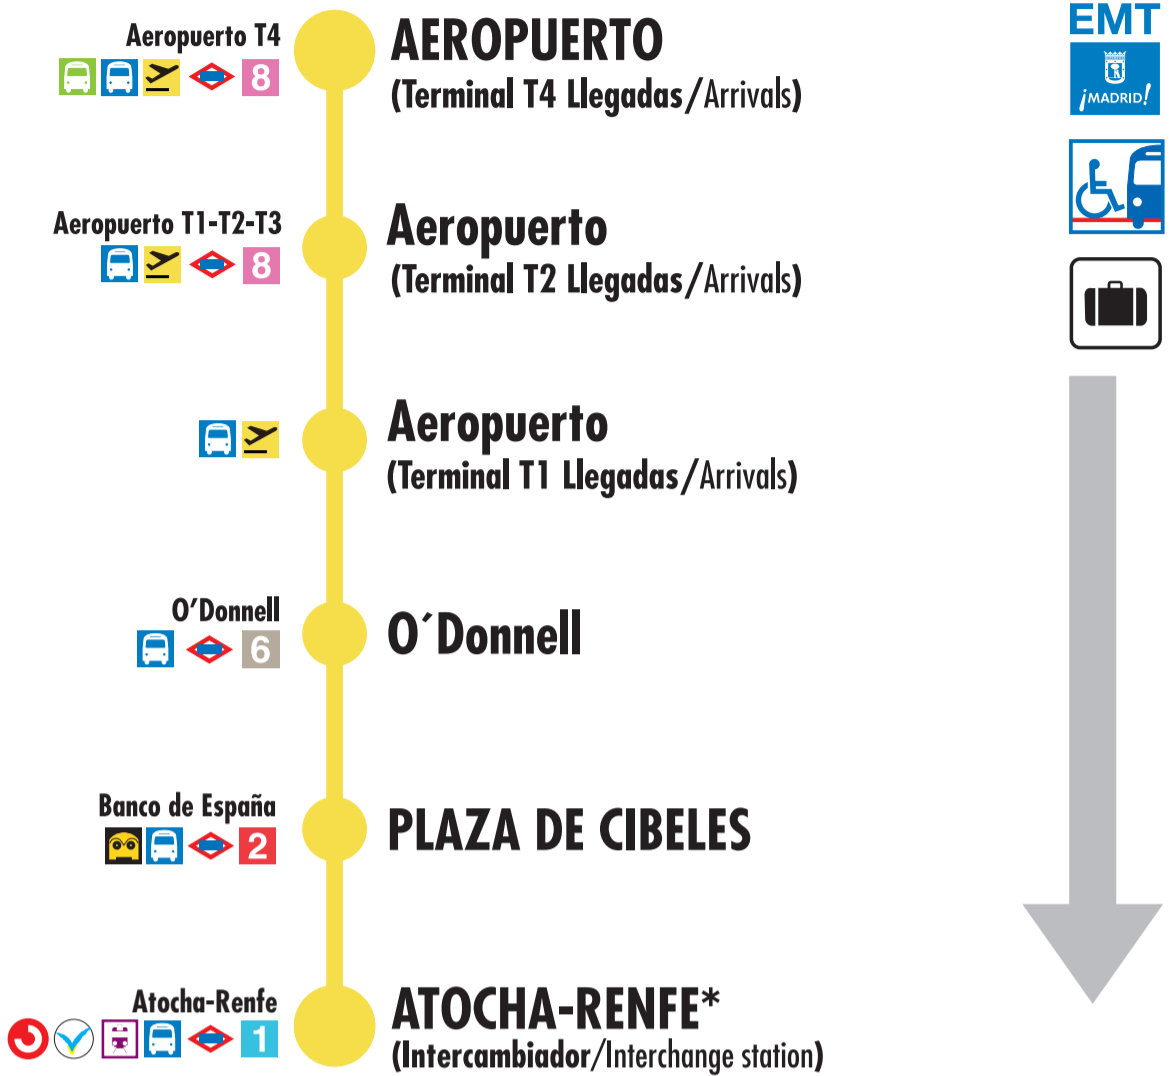 EMT
¡MADRID!
Aeropuerto T4
8
AEROPUERTO
(Terminal T4 Llegadas/Arrivals)
Aeropuerto T1-T2-T3
8
Aeropuerto
(Terminal T2 Llegadas/Arrivals)
Aeropuerto
(Terminal T1 Llegadas/Arrivals)
O'Donnell
6
O´Donnell
Banco de España
2
PLAZA DE CIBELES
Atocha-Renfe
1
ATOCHA-RENFE*
(Intercambiador/Interchange station)